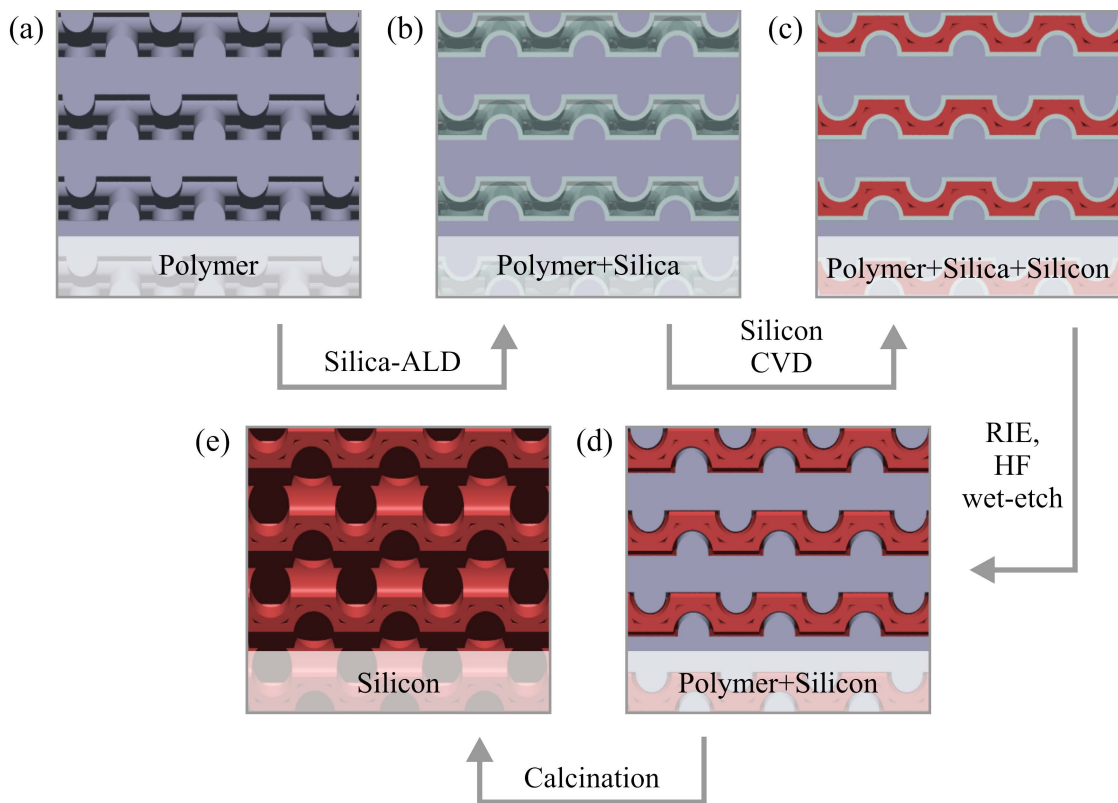 (a)
(b)
(c)
Polymer
Polymer+Silica
Polymer+Silica+Silicon
Silica-ALD
Silicon
CVD
RIE,
HF
wet-etch
(e)
(d)
Silicon
Polymer+Silicon
Calcination